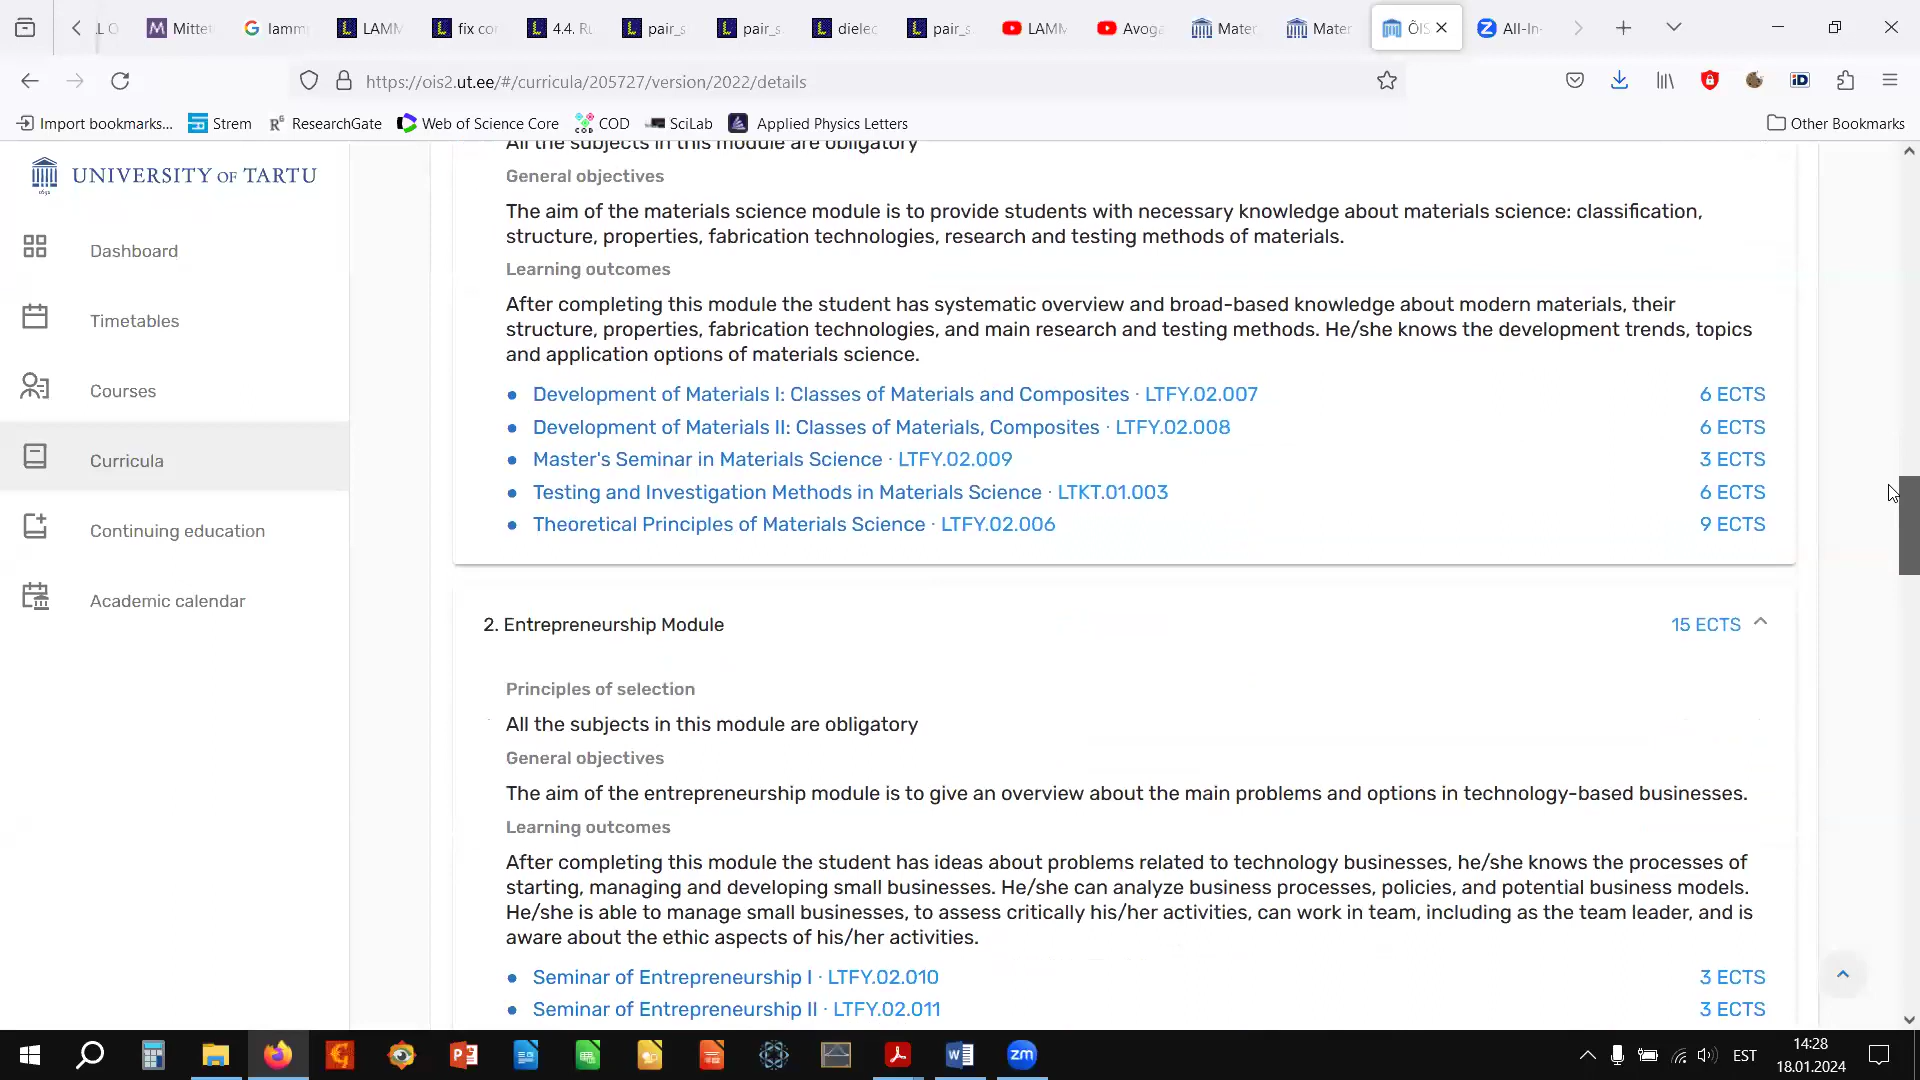 L O
Mittet
lamm
LAMM
fix co
4.4. Ru
pair_s
pair_s
dielec
pair_s
LAMM
Avoga
Mater
Mater
ÕIS
All-In-
https://ois2.ut.ee/#/curricula/205727/version/2022/details
Import bookmarks...
Strem
ResearchGate
Web of Science Core
COD
SciLab
Applied Physics Letters
Other Bookmarks
UNIVERSITY OF TARTU
Dashboard
Timetables
Courses
Curricula
Continuing education
Academic calendar
All the subjects in this module are obligatory
General objectives
The aim of the materials science module is to provide students with necessary knowledge about materials science: classification,
structure, properties, fabrication technologies, research and testing methods of materials.
Learning outcomes
After completing this module the student has systematic overview and broad-based knowledge about modern materials, their
structure, properties, fabrication technologies, and main research and testing methods. He/she knows the development trends, topics
and application options of materials science.
Development of Materials I: Classes of Materials and Composites · LTFY.02.007 6 ECTS
Development of Materials II: Classes of Materials, Composites · LTFY.02.008 6 ECTS
Master's Seminar in Materials Science · LTFY.02.009 3 ECTS
Testing and Investigation Methods in Materials Science · LTKT.01.003 6 ECTS
Theoretical Principles of Materials Science · LTFY.02.006 9 ECTS
2. Entrepreneurship Module 15 ECTS
Principles of selection
All the subjects in this module are obligatory
General objectives
The aim of the entrepreneurship module is to give an overview about the main problems and options in technology-based businesses.
Learning outcomes
After completing this module the student has ideas about problems related to technology businesses, he/she knows the processes of
starting, managing and developing small businesses. He/she can analyze business processes, policies, and potential business models.
He/she is able to manage small businesses, to assess critically his/her activities, can work in team, including as the team leader, and is
aware about the ethic aspects of his/her activities.
Seminar of Entrepreneurship I · LTFY.02.010 3 ECTS
Seminar of Entrepreneurship II · LTFY.02.011 3 ECTS
zm
EST
14:28
18.01.2024